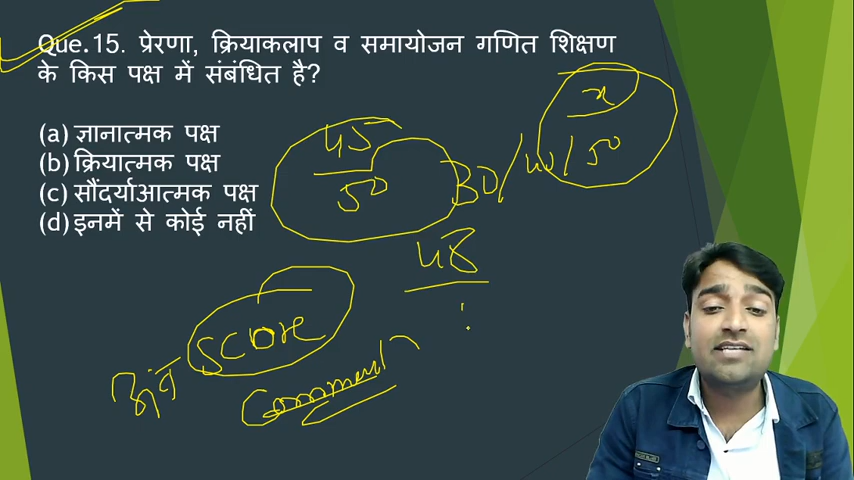 Que.15. प्रेरणा, क्रियाकलाप व समायोजन गणित शिक्षण
के किस पक्ष में संबंधित है?
(a) ज्ञानात्मक पक्ष
(b) क्रियात्मक पक्ष
(c) सौंदर्याआत्मक पक्ष
(d) इनमें से कोई नहीं
45
50
30/40/50
x
48
score
Comment